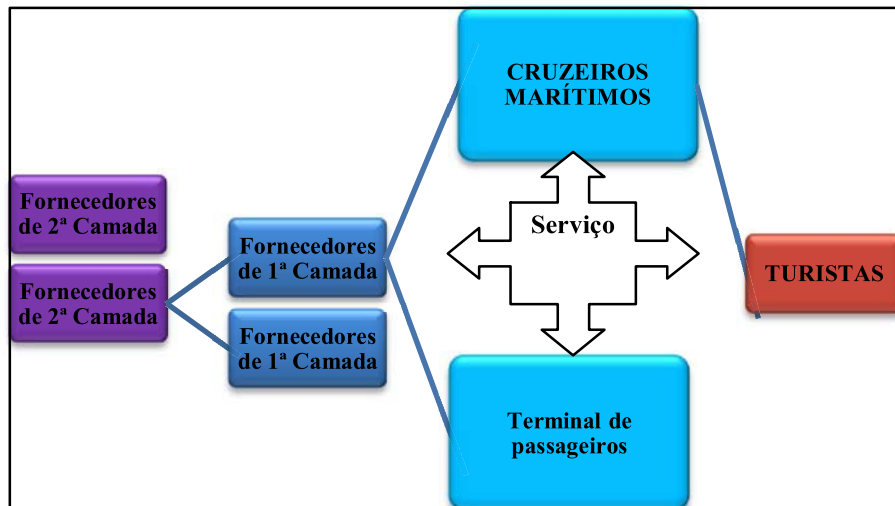 CRUZEIROS
MARÍTIMOS
Fornecedores
de 2ª Camada
Fornecedores
de 2ª Camada
Fornecedores
de 1ª Camada
Fornecedores
de 1ª Camada
Serviço
TURISTAS
Terminal de
passageiros